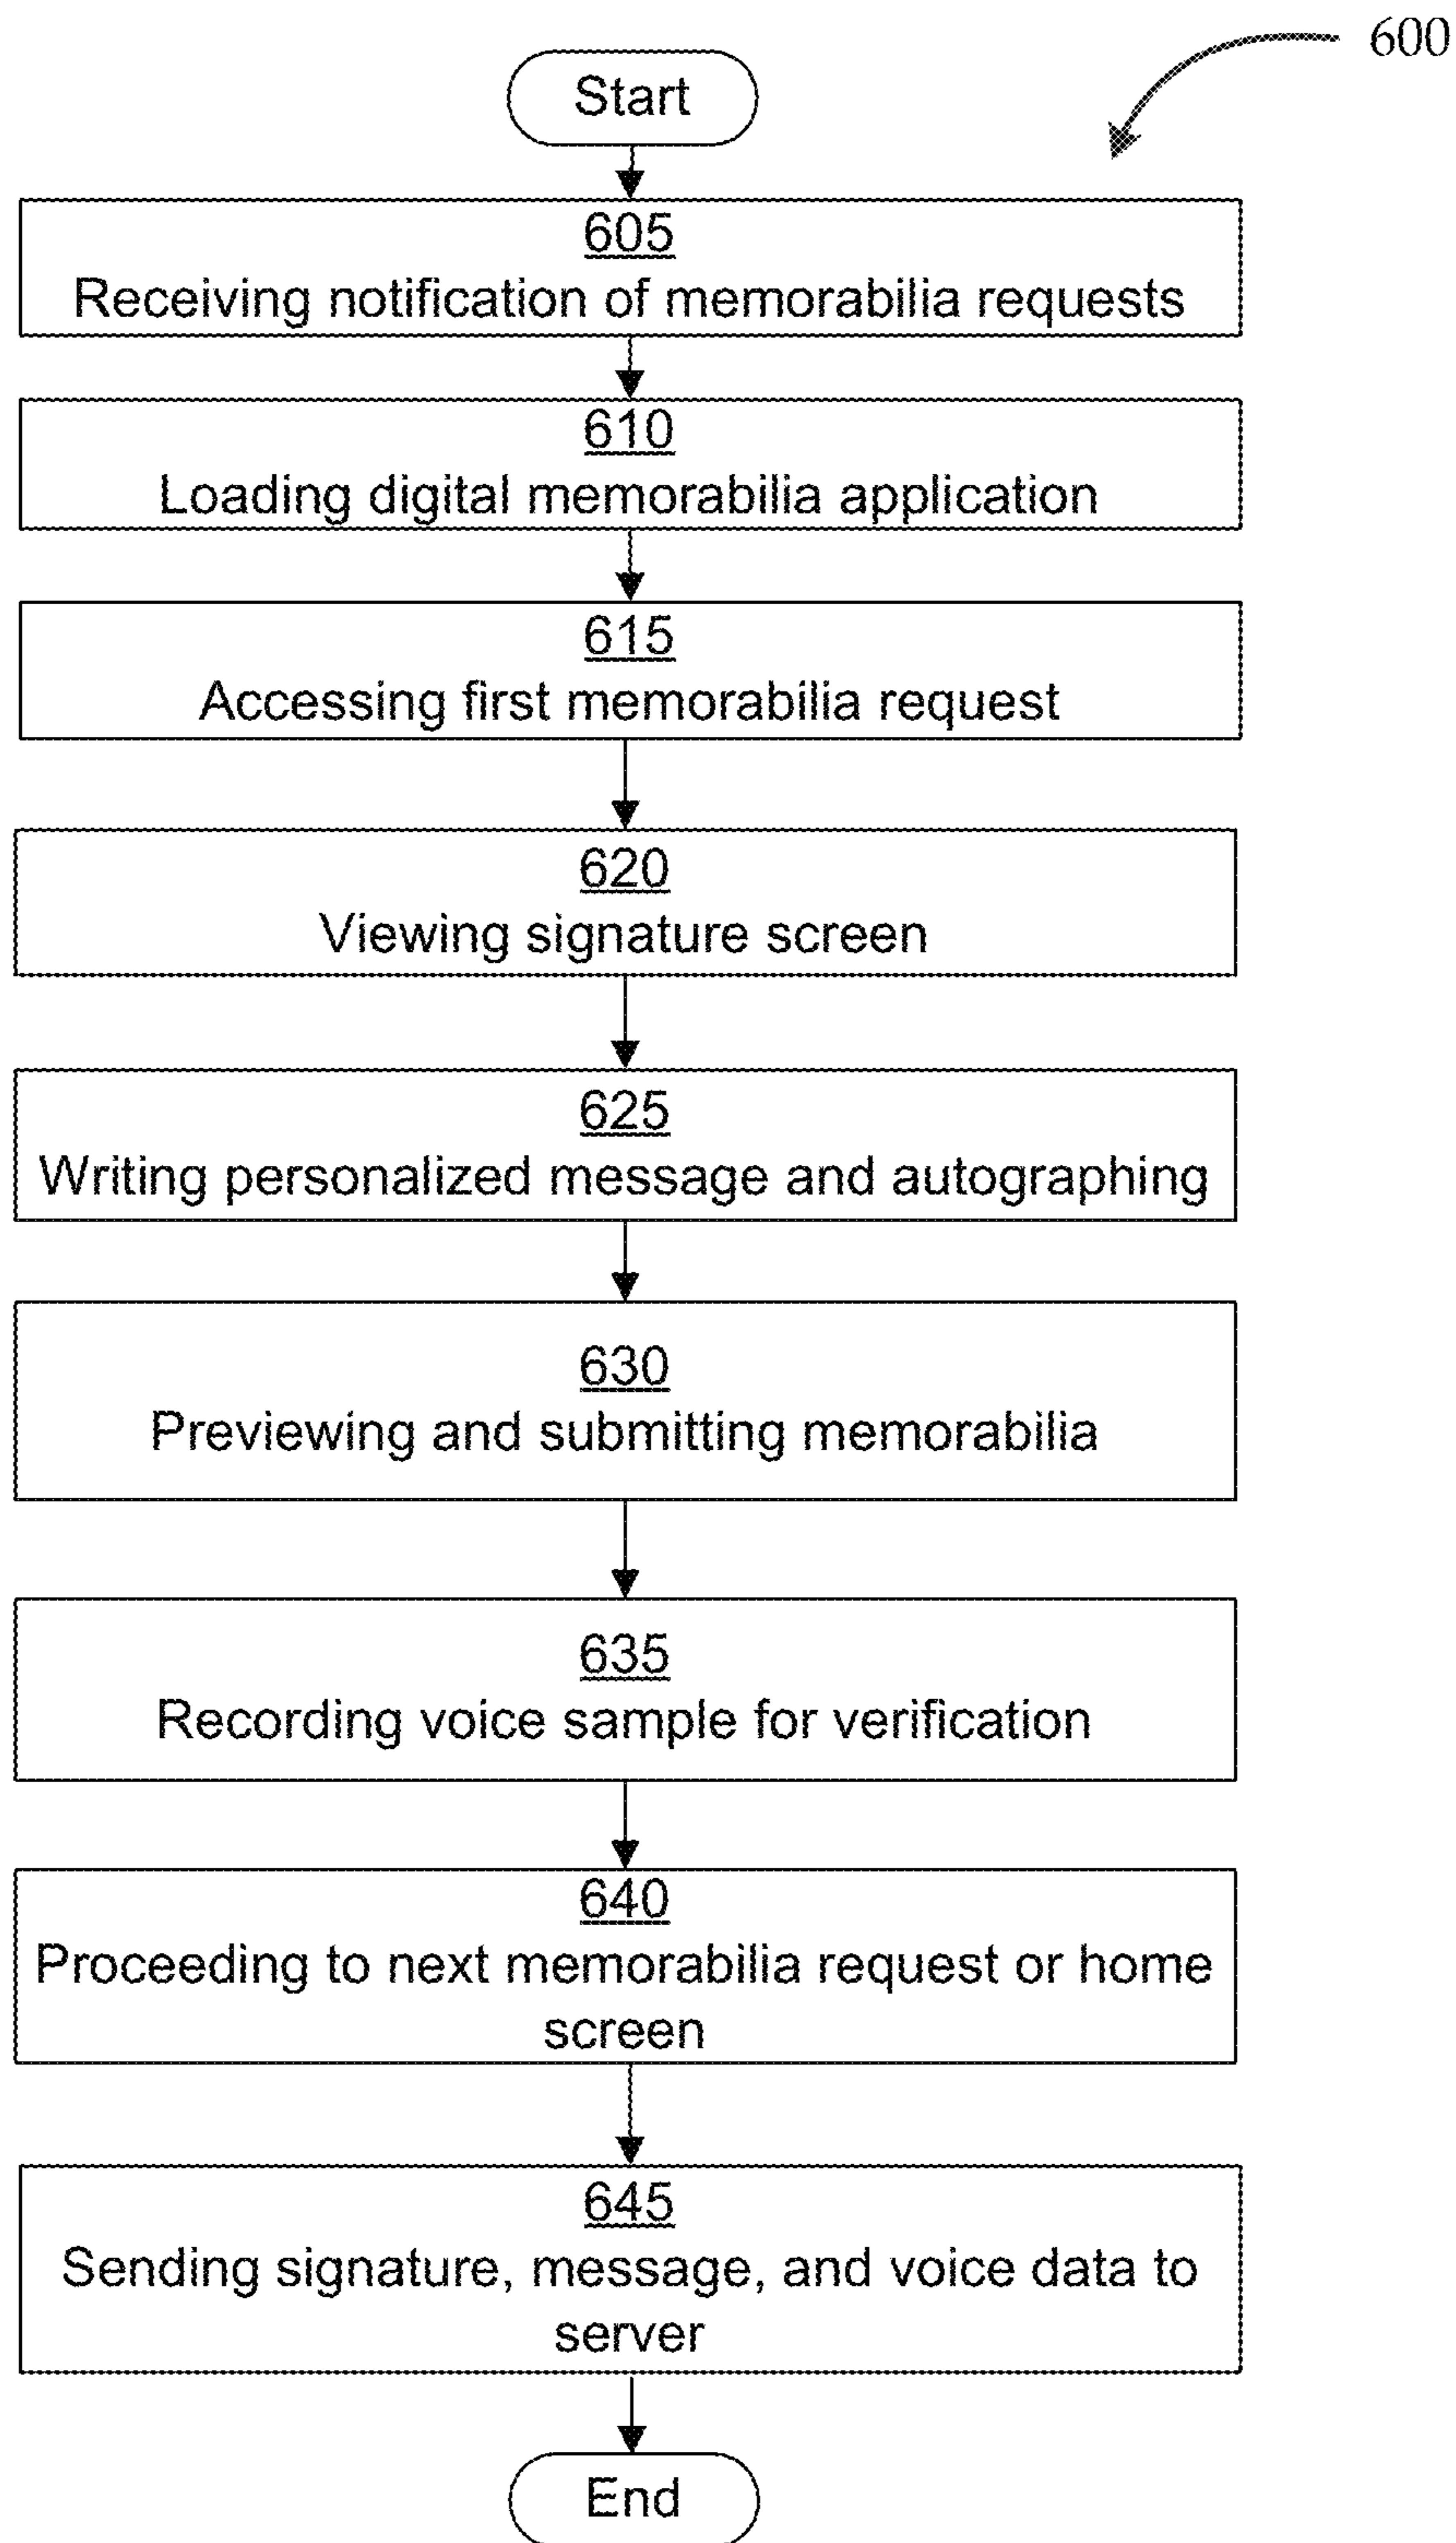 600
Start
605
Receiving notification of memorabilia requests
610
Loading digital memorabilia application
615
Accessing first memorabilia request
620
Viewing signature screen
625
Writing personalized message and autographing
630
Previewing and submitting memorabilia
635
Recording voice sample for verification
640
Proceeding to next memorabilia request or home
screen
645
Sending signature, message, and voice data to
server
End